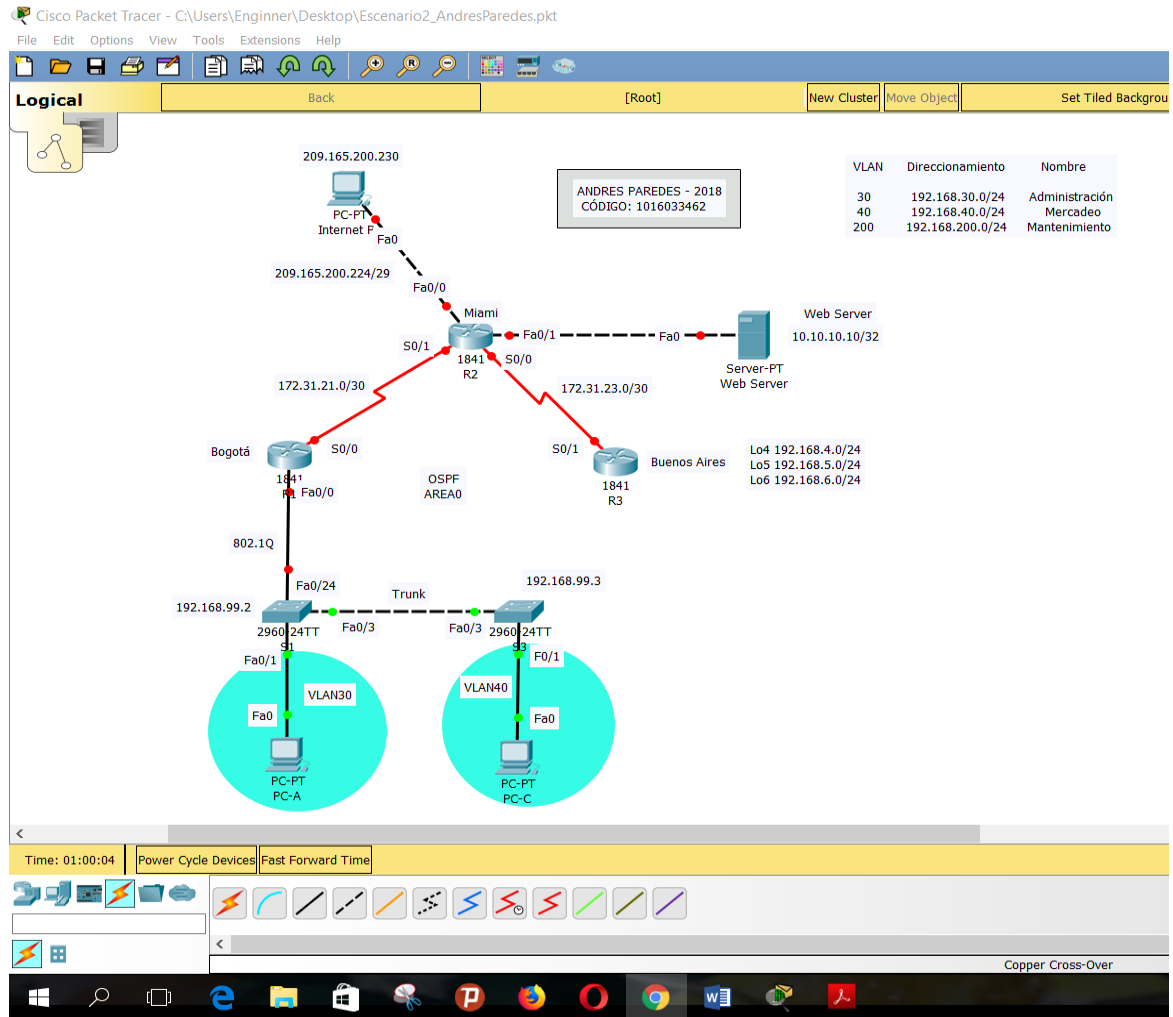 Cisco Packet Tracer - C:\Users\Enginner\Desktop\Escenario2_AndresParedes.pkt
File Edit Options View Tools Extensions Help
Logical
Back
[Root]
New Cluster
Move Object
Set Tiled Backgrou
209.165.200.230
PC-PT
Internet P
Fa0
209.165.200.224/29
Fa0/0
ANDRES PAREDES - 2018
CÓDIGO: 1016033462
VLAN Direccionamiento Nombre
30 192.168.30.0/24 Administración
40 192.168.40.0/24 Mercadeo
200 192.168.200.0/24 Mantenimiento
Miami
S0/1
1841
R2
S0/0
Fa0/1
Fa0
Web Server
10.10.10.10/32
Server-PT
Web Server
172.31.21.0/30
172.31.23.0/30
Bogotá
S0/0
1841
R1
Fa0/0
OSPF
AREA0
S0/1
1841
R3
Buenos Aires
Lo4 192.168.4.0/24
Lo5 192.168.5.0/24
Lo6 192.168.6.0/24
802.1Q
Fa0/24
192.168.99.2
2960-24TT
S1
Fa0/3
Trunk
Fa0/3
192.168.99.3
2960-24TT
S3
Fa0/1
VLAN30
Fa0
PC-PT
PC-A
F0/1
VLAN40
Fa0
PC-PT
PC-C
Time: 01:00:04
Power Cycle Devices
Fast Forward Time
Copper Cross-Over